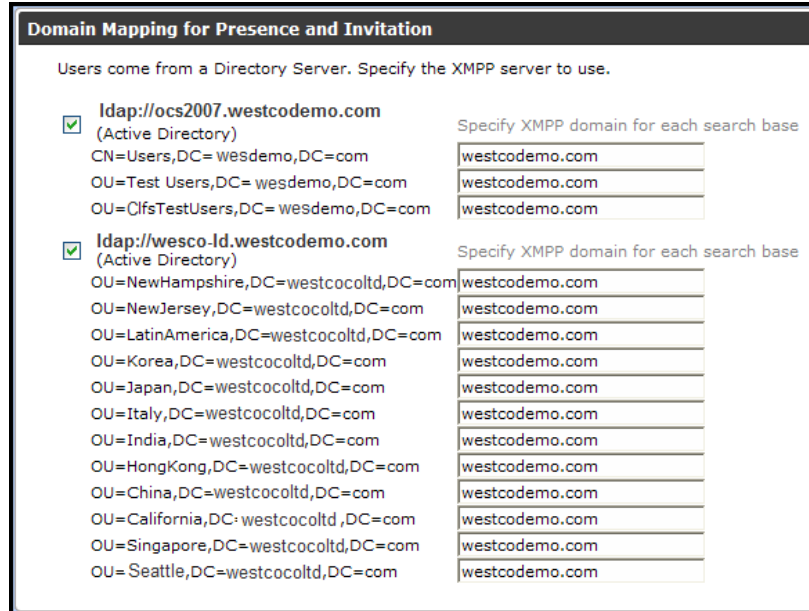 Domain Mapping for Presence and Invitation
Users come from a Directory Server. Specify the XMPP server to use.
ldap://ocs2007.westcodemo.com
(Active Directory) Specify XMPP domain for each search base
CN=Users,DC= wesdemo,DC=com westcodemo.com
OU=Test Users,DC= wesdemo,DC=com westcodemo.com
OU=ClfsTestUsers,DC= wesdemo,DC=com westcodemo.com
ldap://wesco-ld.westcodemo.com
(Active Directory) Specify XMPP domain for each search base
OU=NewHampshire,DC=westcocoltd,DC=com westcodemo.com
OU=NewJersey,DC=westcocoltd,DC=com westcodemo.com
OU=LatinAmerica,DC=westcocoltd,DC=com westcodemo.com
OU=Korea,DC=westcocoltd,DC=com westcodemo.com
OU=Japan,DC=westcocoltd,DC=com westcodemo.com
OU=Italy,DC=westcocoltd,DC=com westcodemo.com
OU=India,DC=westcocoltd,DC=com westcodemo.com
OU=HongKong,DC=westcocoltd,DC=com westcodemo.com
OU=China,DC=westcocoltd,DC=com westcodemo.com
OU=California,DC= westcocoltd ,DC=com westcodemo.com
OU=Singapore,DC=westcocoltd,DC=com westcodemo.com
OU= Seattle,DC=westcocoltd,DC=com westcodemo.com